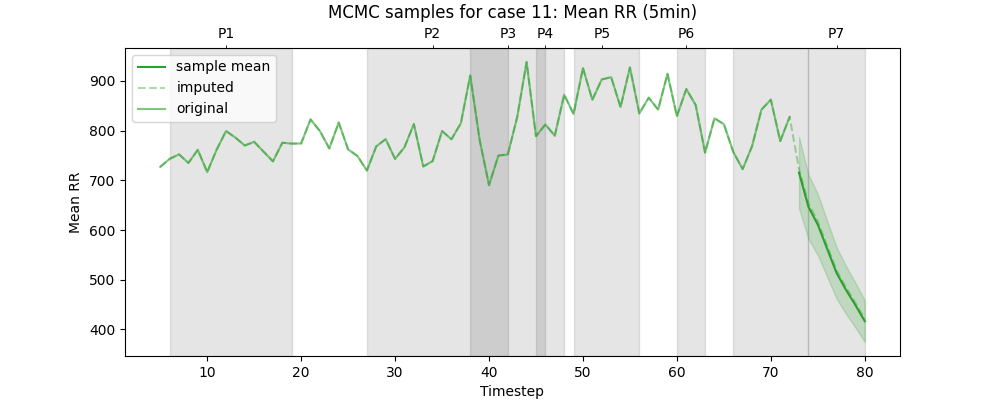 MCMC samples for case 11: Mean RR (5min)
P1 P2 P3 P4 P5 P6 P7
sample mean
imputed
original
900
800
700
600
500
400
Mean RR
10 20 30 40 50 60 70 80
Timestep